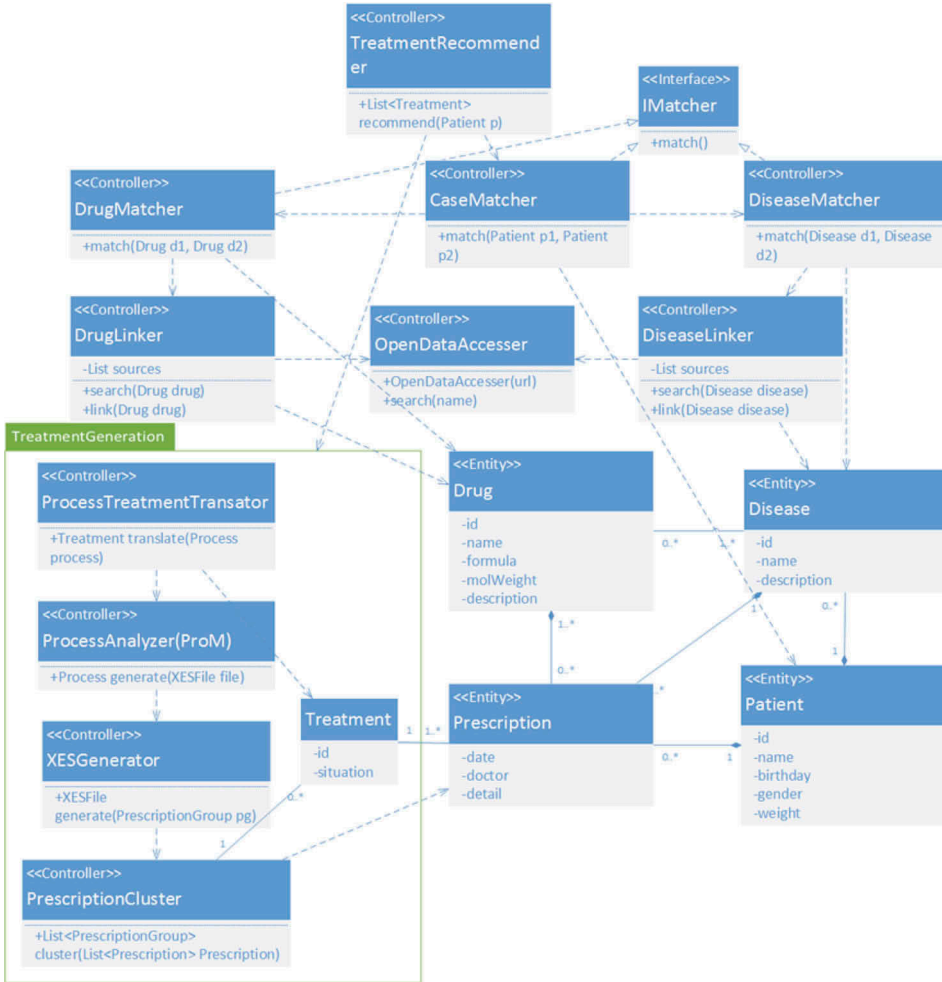 <<Controller>>
TreatmentRecommend
er
+List<Treatment>
recommend(Patient p)
<<Interface>>
IMatcher
+match()
<<Controller>>
DrugMatcher
+match(Drug d1, Drug d2)
<<Controller>>
CaseMatcher
+match(Patient p1, Patient
p2)
<<Controller>>
DiseaseMatcher
+match(Disease d1, Disease
d2)
<<Controller>>
DrugLinker
-List sources
+search(Drug drug)
+link(Drug drug)
<<Controller>>
OpenDataAccesser
+OpenDataAccesser(url)
+search(name)
<<Controller>>
DiseaseLinker
-List sources
+search(Disease disease)
+link(Disease disease)
TreatmentGeneration
<<Controller>>
ProcessTreatmentTransator
+Treatment translate(Process
process)
<<Entity>>
Drug
-id
-name
-formula
-molWeight
-description
0..*
1..*
<<Entity>>
Disease
-id
-name
-description
<<Controller>>
ProcessAnalyzer(ProM)
+Process generate(XESFile file)
1..*
0..*
1
0..*
1
<<Controller>>
XESGenerator
+XESFile
generate(PrescriptionGroup pg)
Treatment
-id
-situation
0..*
1
1
1..*
<<Entity>>
Prescription
-date
-doctor
-detail
..*
0..*
1
<<Entity>>
Patient
-id
-name
-birthday
-gender
-weight
<<Controller>>
PrescriptionCluster
+List<PrescriptionGroup>
cluster(List<Prescription> Prescription)